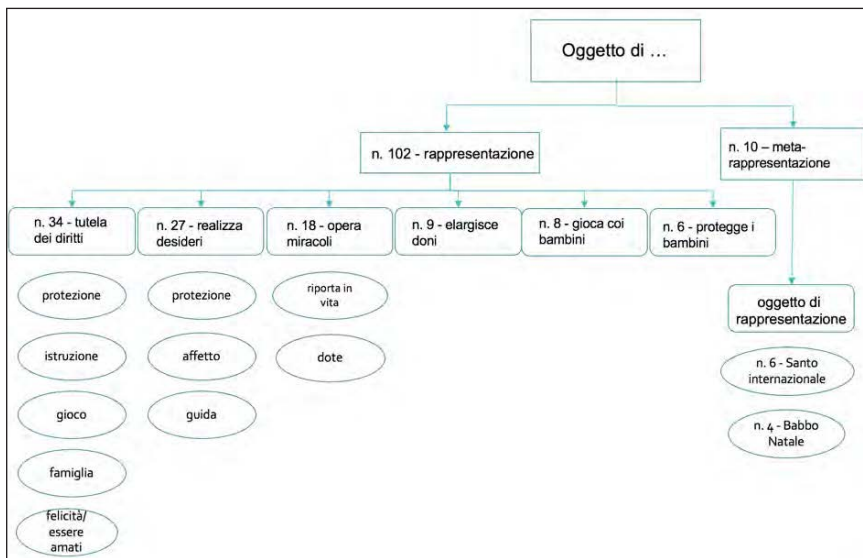 Oggetto di ...
n. 102 - rappresentazione
n. 10 – meta-
rappresentazione
n. 34 - tutela
dei diritti
n. 27 - realizza
desideri
n. 18 - opera
miracoli
n. 9 - elargisce
doni
n. 8 - gioca coi
bambini
n. 6 - protegge i
bambini
protezione
istruzione
gioco
famiglia
felicità/
essere
amati
protezione
affetto
guida
riporta in
vita
dote
oggetto di
rappresentazione
n. 6 - Santo
internazionale
n. 4 - Babbo
Natale